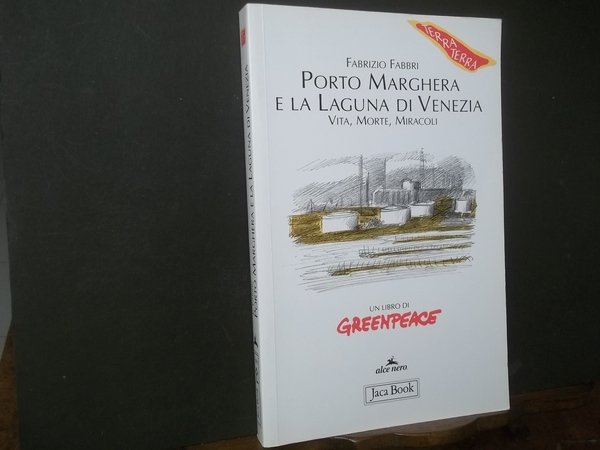 TERRA
TERRA
FABRIZIO FABBRI
PORTO MARGHERA
E LA LAGUNA DI VENEZIA
VITA, MORTE, MIRACOLI
UN LIBRO DI
GREENPEACE
alce nero
Jaca Book
PORTO MARGHERA E LA LAGUNA DI VENEZIA